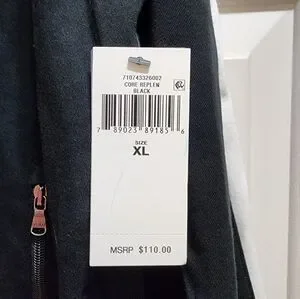 710743326002
CORE REPLEN
BLACK
7 89023 89185 6
SIZE
XL
MSRP $110.00